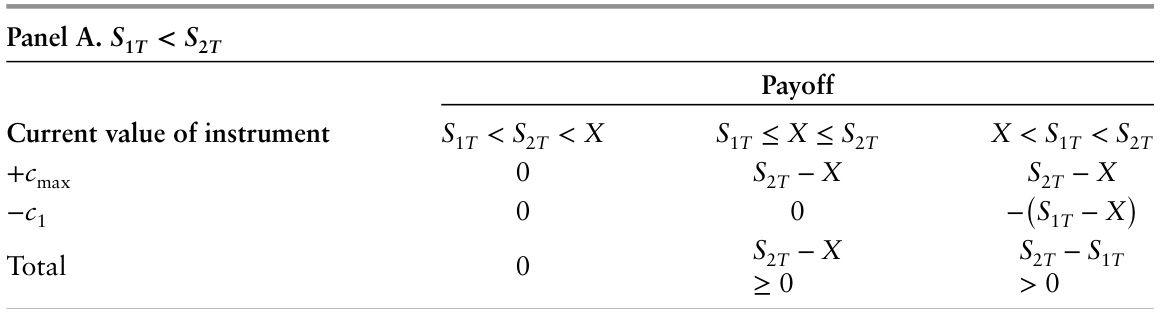 Panel A. S₁T < S₂T
Payoff
Current value of instrument S₁T < S₂T < X S₁T ≤ X ≤ S₂T X < S₁T < S₂T
+cmax 0 S₂T − X S₂T − X
−c₁ 0 0 −(S₁T − X)
Total 0 S₂T − X ≥ 0 S₂T − S₁T > 0